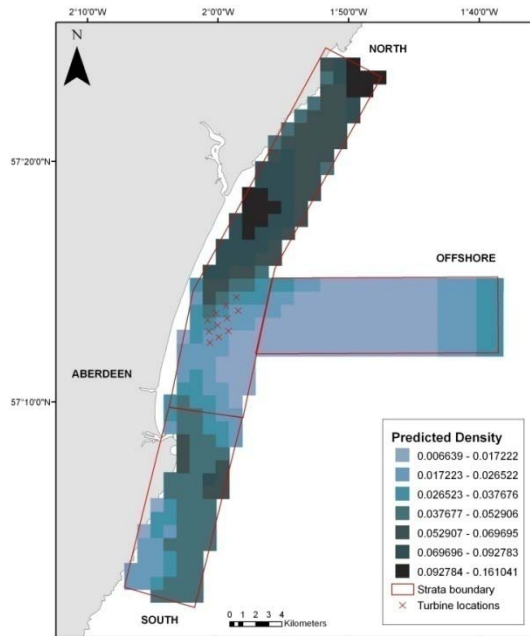 2°10'0"W 2°0'0"W 1°50'0"W 1°40'0"W
N
NORTH
57°20'0"N
OFFSHORE
ABERDEEN
57°10'0"N
Predicted Density
0.006639 - 0.017222
0.017223 - 0.026522
0.026523 - 0.037676
0.037677 - 0.052906
0.052907 - 0.069695
0.069696 - 0.092783
0.092784 - 0.161041
Strata boundary
Turbine locations
0 1 2 3 4
Kilometers
SOUTH